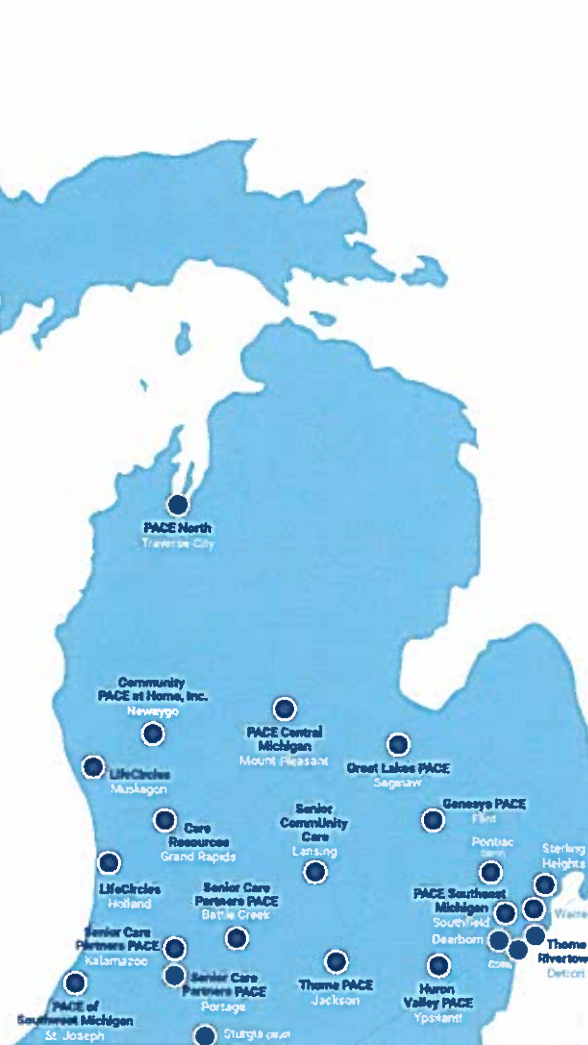 PACE North
Traverse City
Community
PACE at Home, Inc.
Newaygo
PACE Central
Michigan
Mount Pleasant
Great Lakes PACE
Saginaw
LifeCircles
Muskegon
Care
Resources
Grand Rapids
Senior
CommUnity
Care
Lansing
Genesys PACE
Flint
Pontiac
Sterling
Heights
LifeCircles
Holland
Senior Care
Partners PACE
Battle Creek
PACE Southeast
Michigan
Southfield
Warre
Dearborn
Thome
Rivertow
Detroit
Senior Care
Partners PACE
Kalamazoo
Senior Care
Partners PACE
Portage
Thome PACE
Jackson
Huron
Valley PACE
Ypsilanti
PACE of
Southwest Michigan
St. Joseph
Sturgis